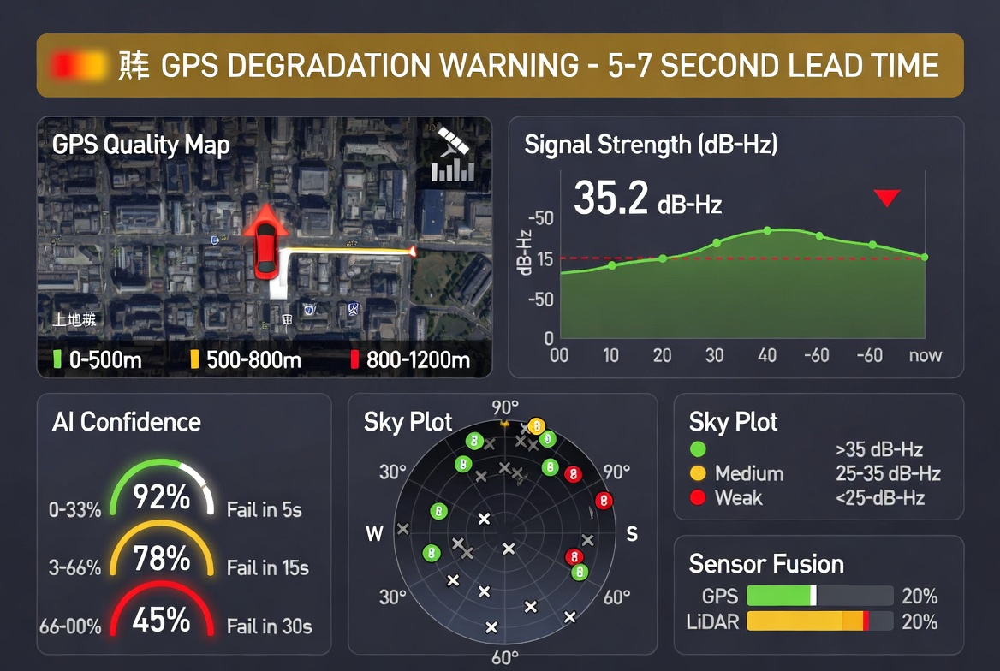 GPS DEGRADATION WARNING - 5-7 SECOND LEAD TIME
GPS Quality Map
上地
0-500m
500-800m
800-1200m
Signal Strength (dB-Hz)
35.2 dB-Hz
dB-Hz
-50
15
-50
0
00 10 20 30 40 -60 -60 now
AI Confidence
0-33% 92% Fail in 5s
3-66% 78% Fail in 15s
66-00% 45% Fail in 30s
Sky Plot
90°
30° 90°
W S
30° 60°
60°
Sky Plot
>35 dB-Hz
Medium 25-35 dB-Hz
Weak <25-dB-Hz
Sensor Fusion
GPS 20%
LiDAR 20%